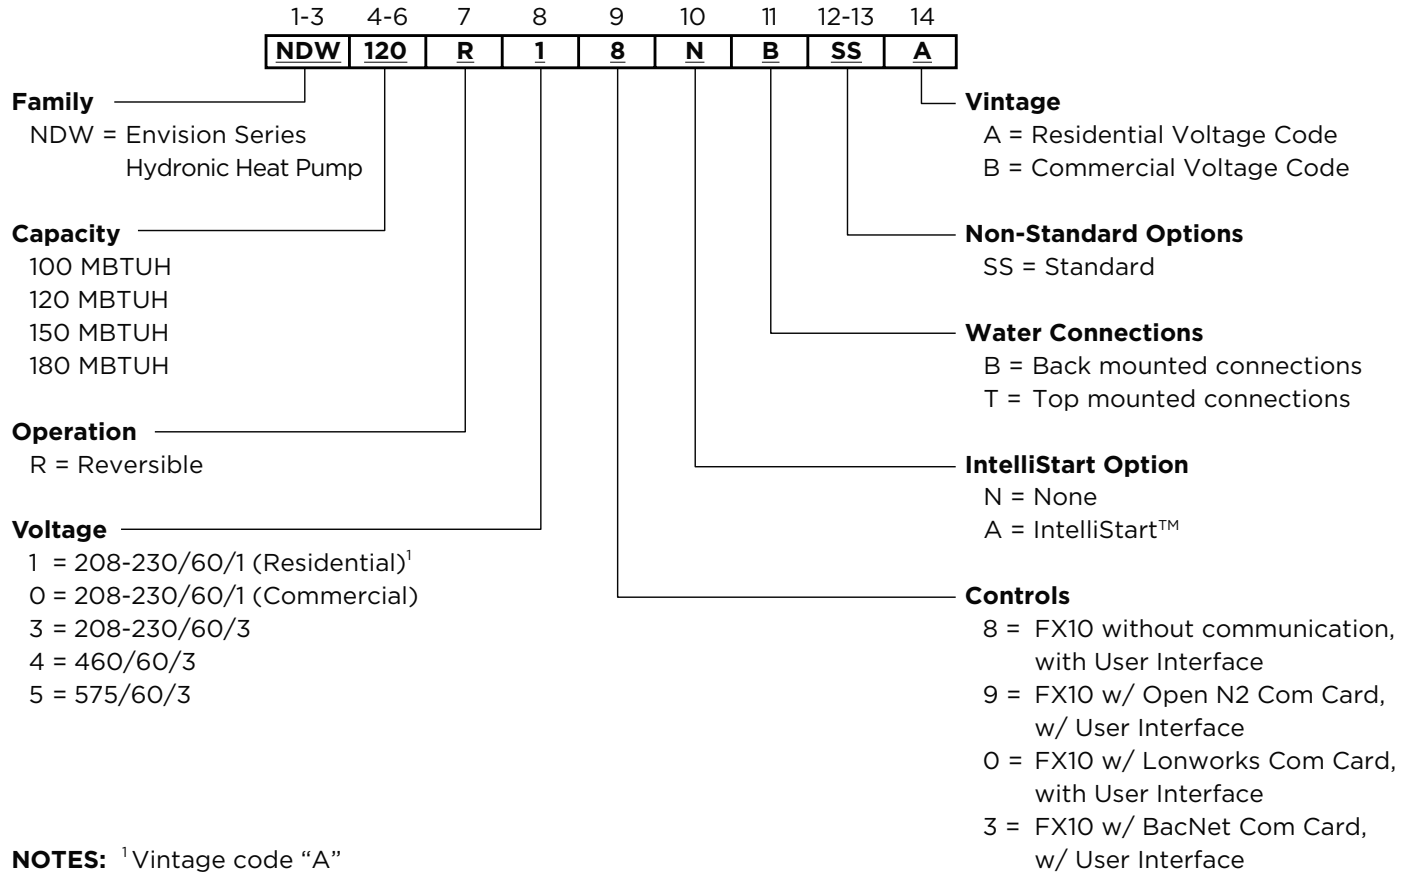 1-3 4-6 7 8 9 10 11 12-13 14
NDW 120 R 1 8 N B SS A
Family
NDW = Envision Series
Hydronic Heat Pump
Capacity
100 MBTUH
120 MBTUH
150 MBTUH
180 MBTUH
Operation
R = Reversible
Voltage
1 = 208-230/60/1 (Residential)¹
0 = 208-230/60/1 (Commercial)
3 = 208-230/60/3
4 = 460/60/3
5 = 575/60/3
NOTES: ¹ Vintage code “A”
Vintage
A = Residential Voltage Code
B = Commercial Voltage Code
Non-Standard Options
SS = Standard
Water Connections
B = Back mounted connections
T = Top mounted connections
IntelliStart Option
N = None
A = IntelliStart™
Controls
8 = FX10 without communication,
with User Interface
9 = FX10 w/ Open N2 Com Card,
w/ User Interface
0 = FX10 w/ Lonworks Com Card,
with User Interface
3 = FX10 w/ BacNet Com Card,
w/ User Interface